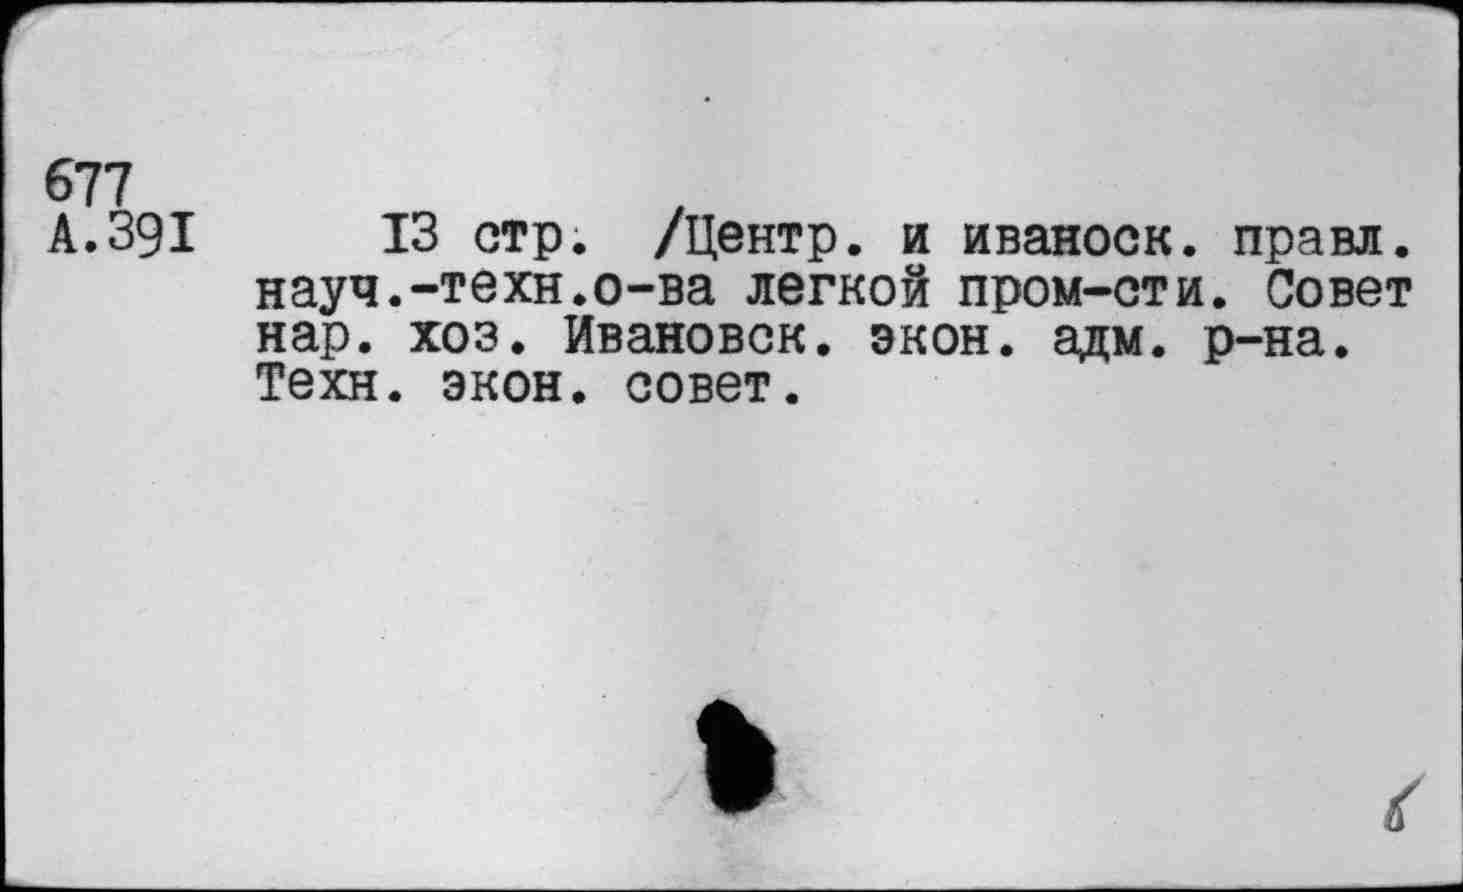 677
А.391 13 стр. /Центр. и иваноск. правл.
науч.-техн.о-ва легкой пром-сти. Совет
нар. хоз. Ивановск. экон. адм. р-на.
Техн. экон. совет.